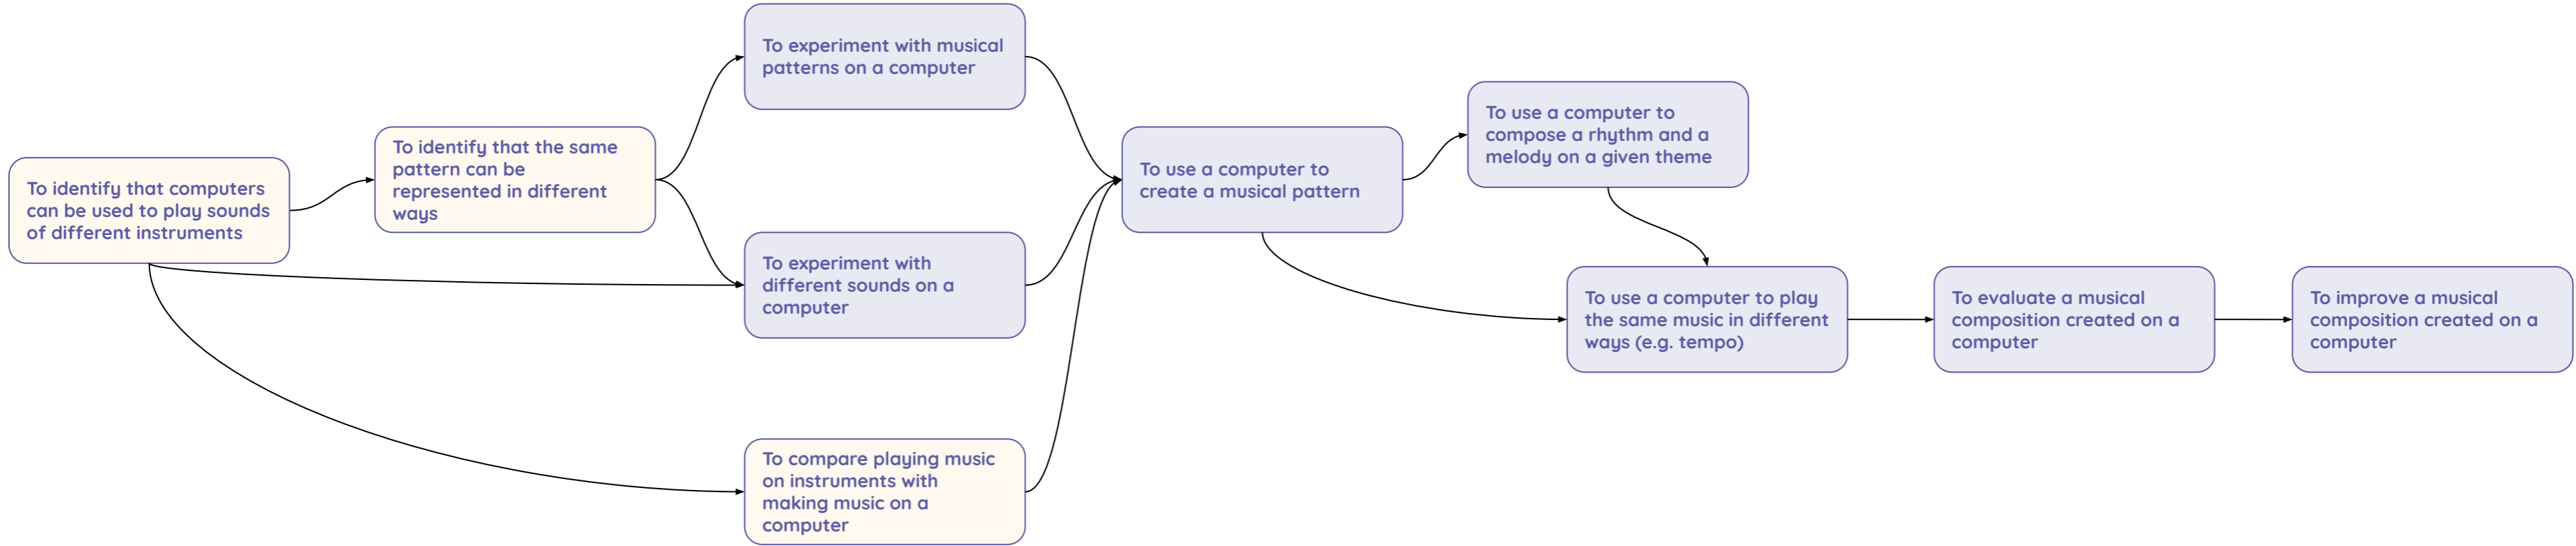 To identify that computers
can be used to play sounds
of different instruments
To identify that the same
pattern can be
represented in different
ways
To experiment with musical
patterns on a computer
To experiment with
different sounds on a
computer
To compare playing music
on instruments with
making music on a
computer
To use a computer to
create a musical pattern
To use a computer to
compose a rhythm and a
melody on a given theme
To use a computer to play
the same music in different
ways (e.g. tempo)
To evaluate a musical
composition created on a
computer
To improve a musical
composition created on a
computer